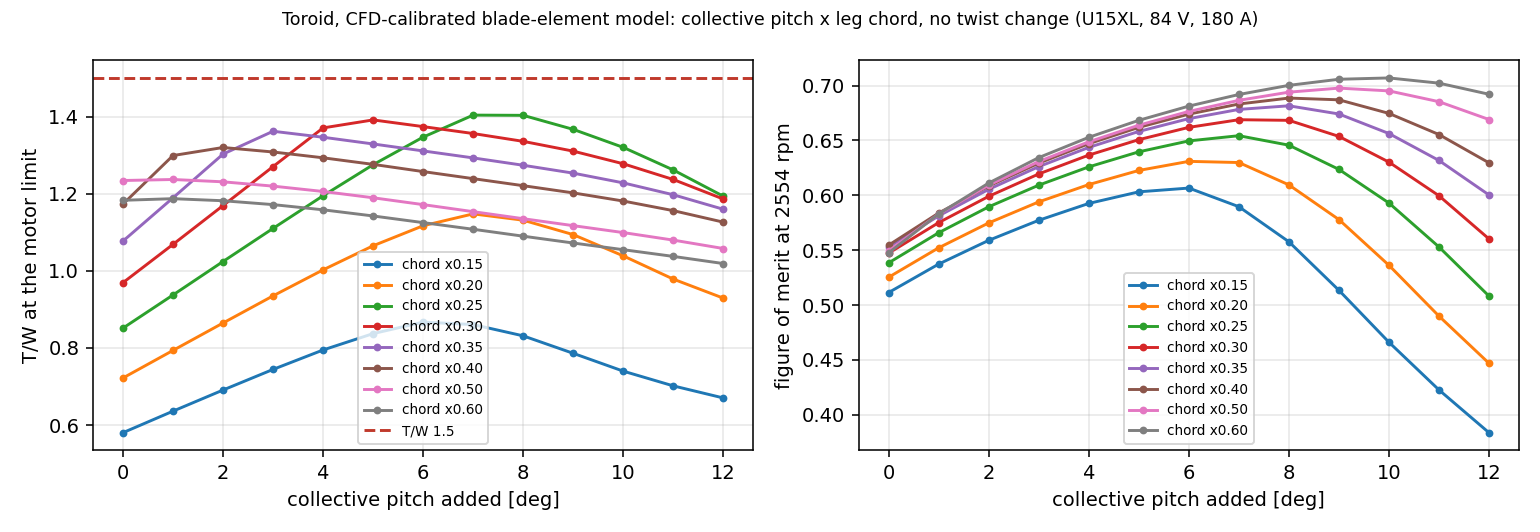 Toroid, CFD-calibrated blade-element model: collective pitch x leg chord, no twist change (U15XL, 84 V, 180 A)
T/W at the motor limit
1.4
1.2
1.0
0.8
0.6
chord x0.15
chord x0.20
chord x0.25
chord x0.30
chord x0.35
chord x0.40
chord x0.50
chord x0.60
T/W 1.5
0 2 4 6 8 10 12
collective pitch added [deg]
figure of merit at 2554 rpm
0.70
0.65
0.60
0.55
0.50
0.45
0.40
chord x0.15
chord x0.20
chord x0.25
chord x0.30
chord x0.35
chord x0.40
chord x0.50
chord x0.60
0 2 4 6 8 10 12
collective pitch added [deg]